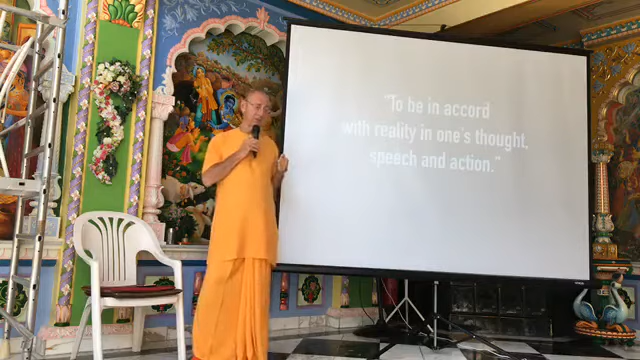 "To be in accord
with reality in one's thought,
speech and action."